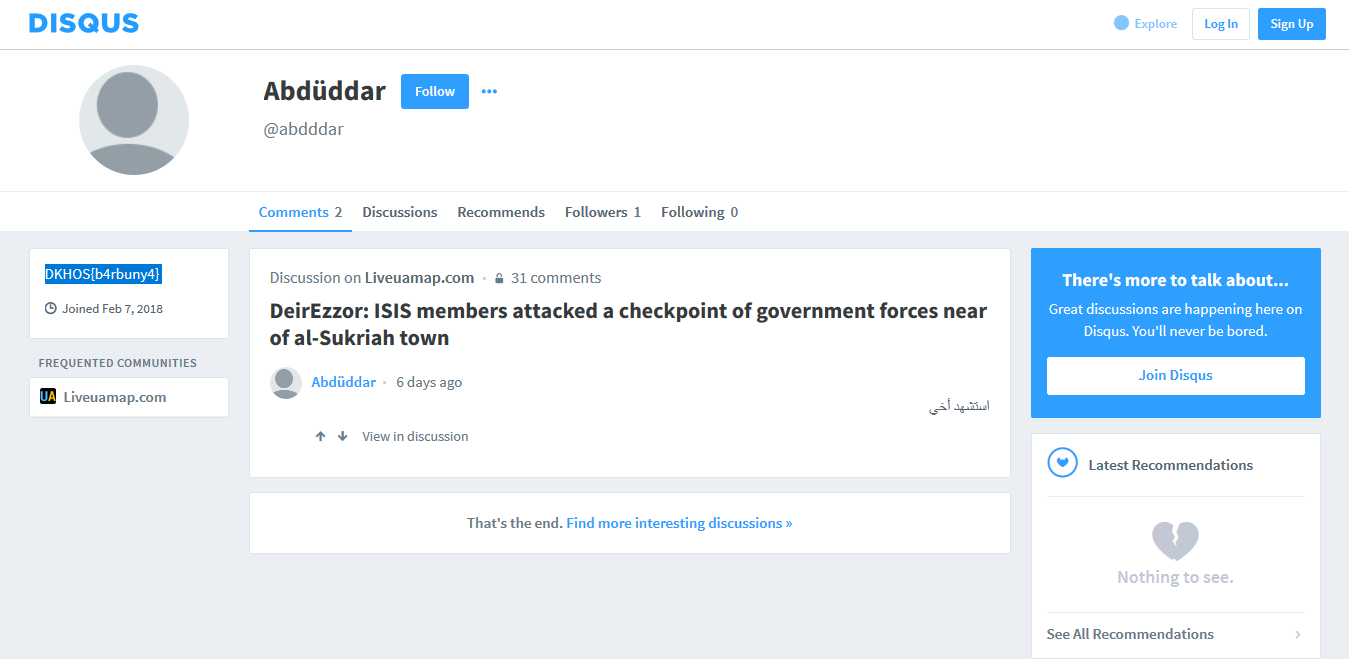 DISQUS
Explore
Log In
Sign Up
Abdüddar
Follow
@abdddar
Comments 2
Discussions
Recommends
Followers 1
Following 0
DKHOS{b4rbuny4}
Joined Feb 7, 2018
FREQUENTED COMMUNITIES
UA Liveuamap.com
Discussion on Liveuamap.com · 31 comments
DeirEzzor: ISIS members attacked a checkpoint of government forces near
of al-Sukriah town
Abdüddar · 6 days ago
استشهد أخي
View in discussion
That's the end. Find more interesting discussions »
There's more to talk about...
Great discussions are happening here on
Disqus. You'll never be bored.
Join Disqus
Latest Recommendations
Nothing to see.
See All Recommendations